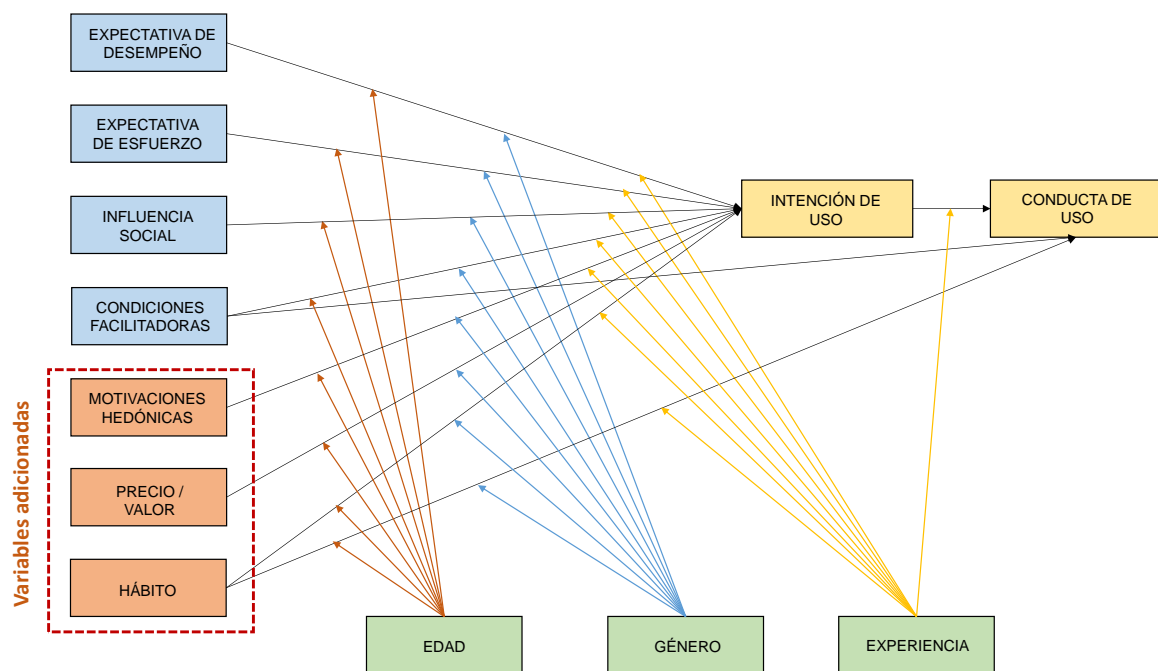 EXPECTATIVA DE
DESEMPEÑO
EXPECTATIVA
DE ESFUERZO
INFLUENCIA
SOCIAL
CONDICIONES
FACILITADORAS
Variables adicionadas
MOTIVACIONES
HEDÓNICAS
PRECIO /
VALOR
HÁBITO
INTENCIÓN DE
USO
CONDUCTA DE
USO
EDAD
GÉNERO
EXPERIENCIA